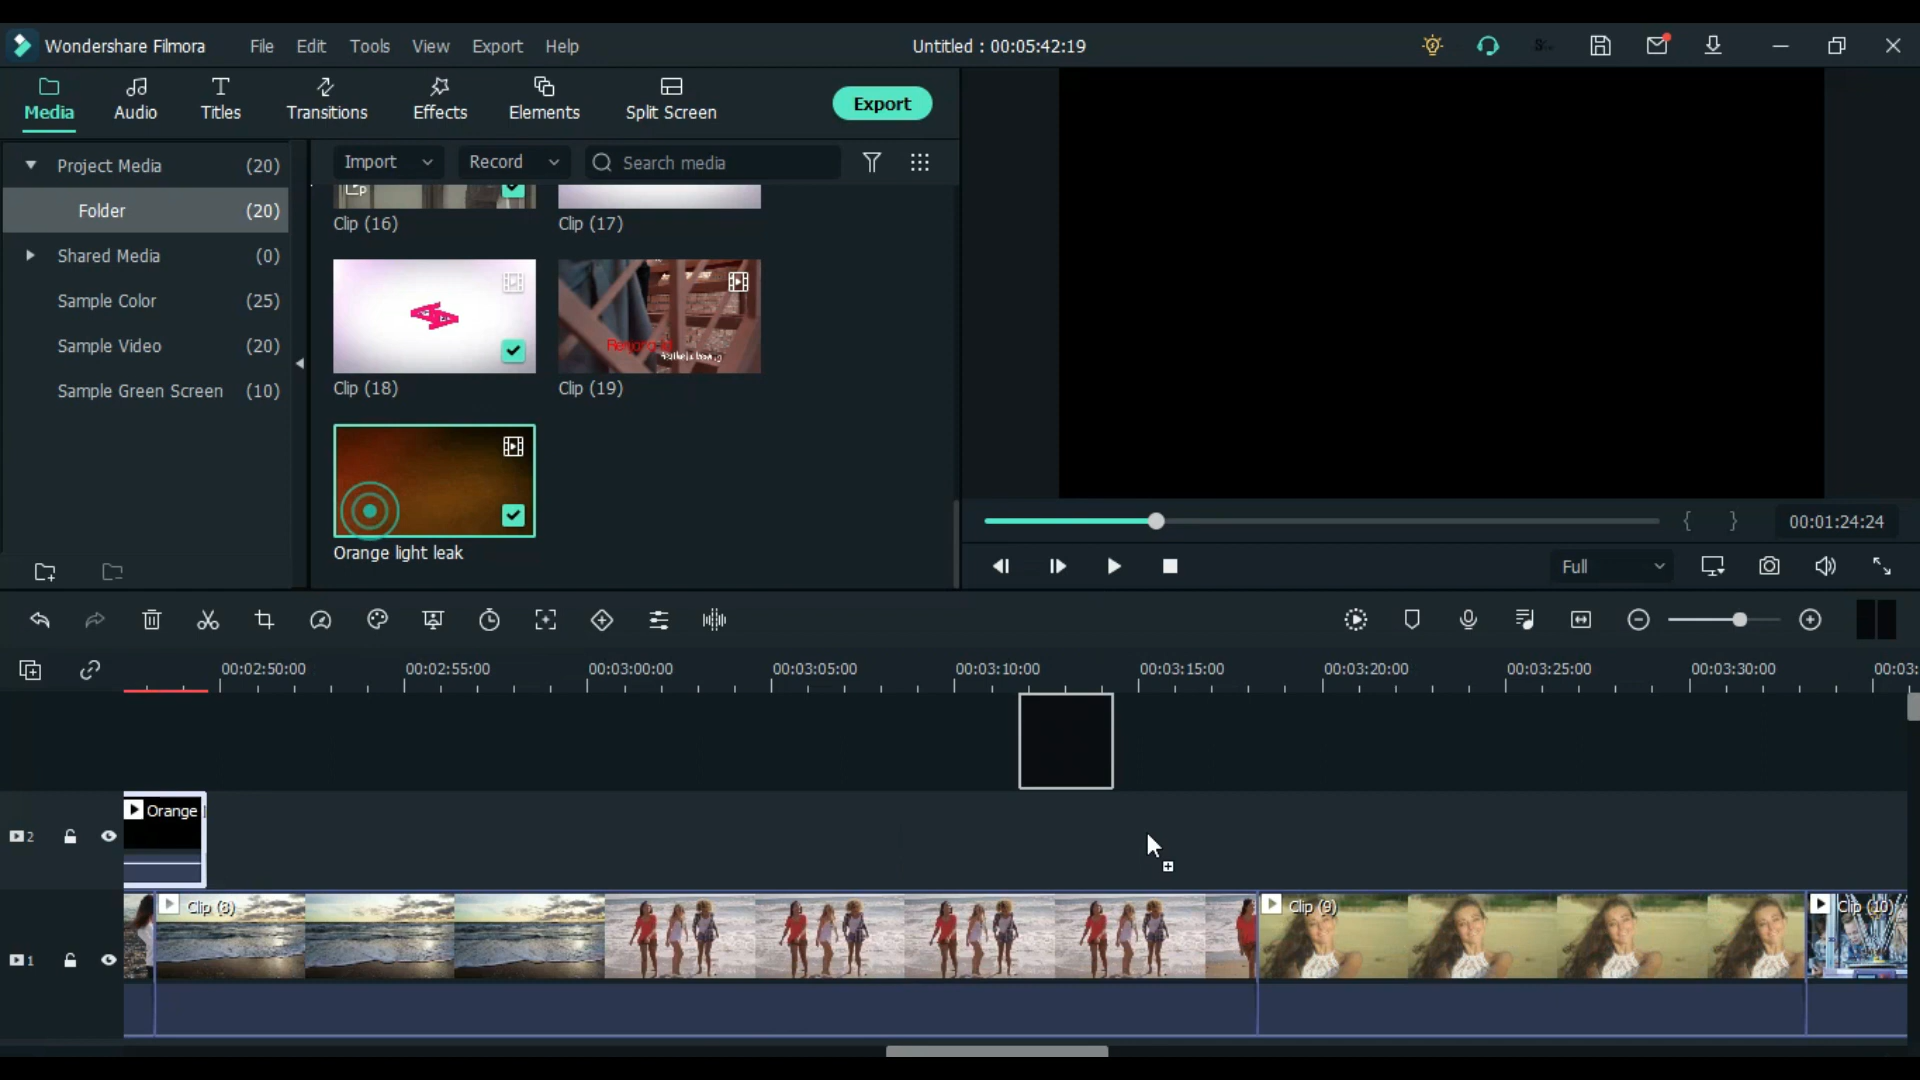 Wondershare Filmora
File
Edit
Tools
View
Export
Help
Untitled : 00:05:42:19
Media
Audio
Titles
Transitions
Effects
Elements
Split Screen
Export
Project Media (20)
Folder (20)
Shared Media (0)
Sample Color (25)
Sample Video (20)
Sample Green Screen (10)
Import
Record
Search media
Clip (16)
Clip (17)
Clip (18)
Clip (19)
Orange light leak
{ }
00:01:24:24
Full
00:02:50:00
00:02:55:00
00:03:00:00
00:03:05:00
00:03:10:00
00:03:15:00
00:03:20:00
00:03:25:00
00:03:30:00
00:03:
2
Orange
1
Clip (8)
Clip (9)
Clip (10)